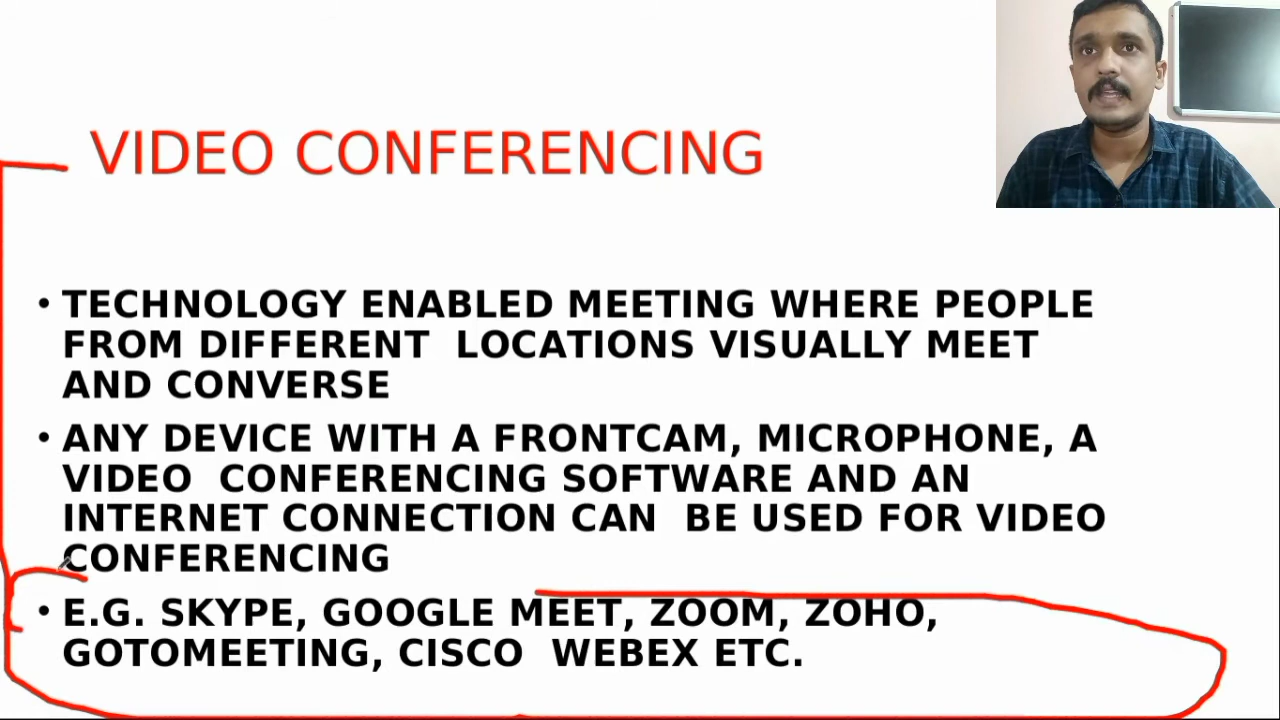 VIDEO CONFERENCING
• TECHNOLOGY ENABLED MEETING WHERE PEOPLE
FROM DIFFERENT LOCATIONS VISUALLY MEET
AND CONVERSE
• ANY DEVICE WITH A FRONTCAM, MICROPHONE, A
VIDEO CONFERENCING SOFTWARE AND AN
INTERNET CONNECTION CAN BE USED FOR VIDEO
CONFERENCING
• E.G. SKYPE, GOOGLE MEET, ZOOM, ZOHO,
GOTOMEETING, CISCO WEBEX ETC.